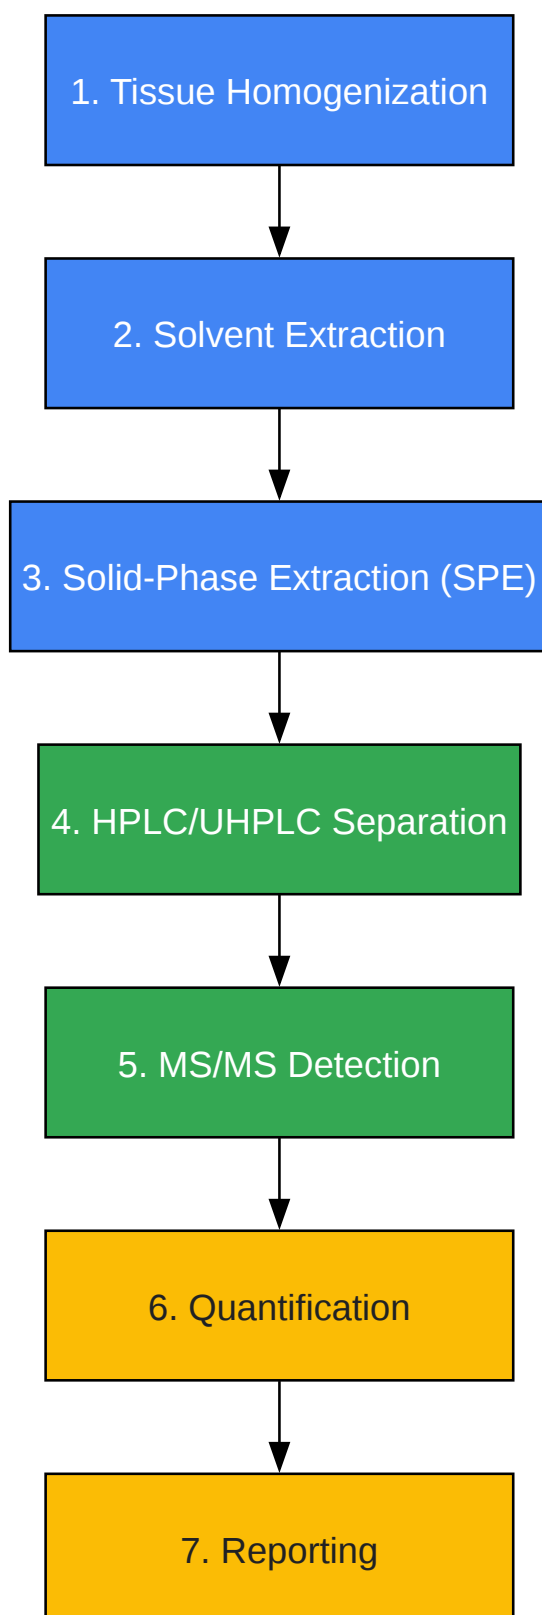 1. Tissue Homogenization
2. Solvent Extraction
3. Solid-Phase Extraction (SPE)
4. HPLC/UHPLC Separation
5. MS/MS Detection
6. Quantification
7. Reporting